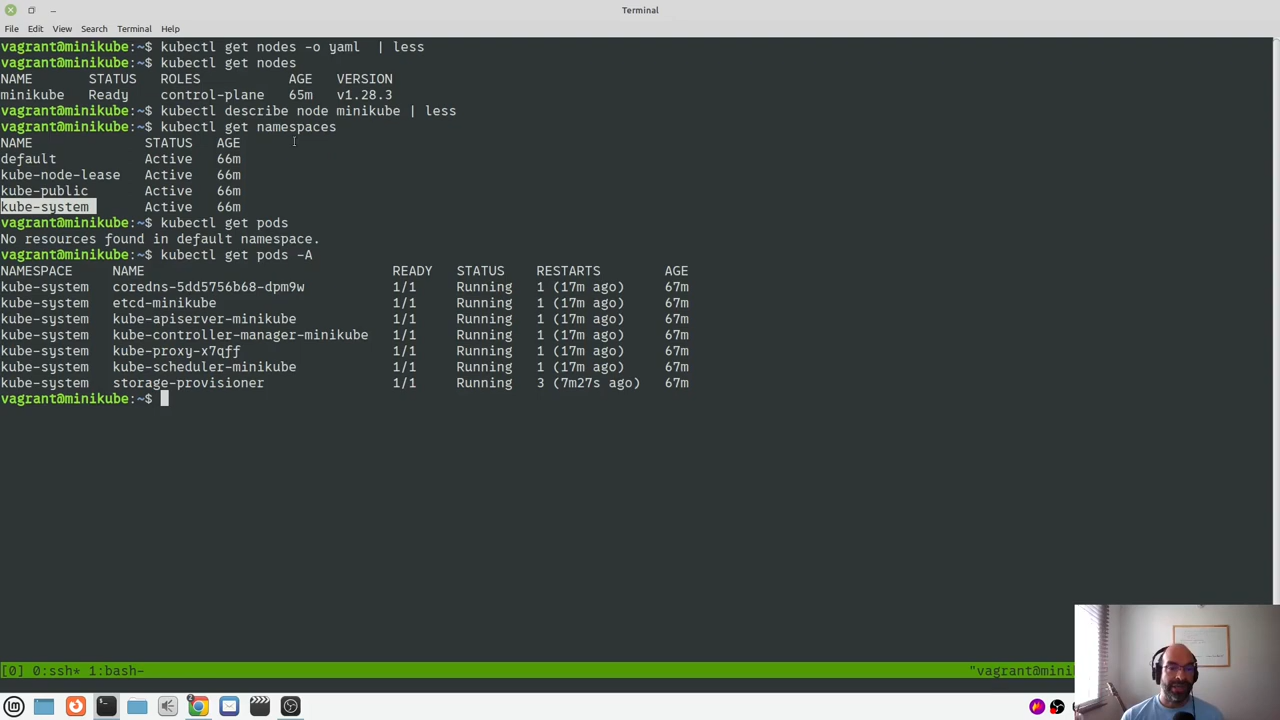 Terminal
File Edit View Search Terminal Help
vagrant@minikube:~$ kubectl get nodes -o yaml  | less
vagrant@minikube:~$ kubectl get nodes
NAME       STATUS   ROLES           AGE   VERSION
minikube   Ready    control-plane   65m   v1.28.3
vagrant@minikube:~$ kubectl describe node minikube | less
vagrant@minikube:~$ kubectl get namespaces
NAME              STATUS   AGE
default           Active   66m
kube-node-lease   Active   66m
kube-public       Active   66m
kube-system       Active   66m
vagrant@minikube:~$ kubectl get pods
No resources found in default namespace.
vagrant@minikube:~$ kubectl get pods -A
NAMESPACE     NAME                               READY   STATUS    RESTARTS        AGE
kube-system   coredns-5dd5756b68-dpm9w           1/1     Running   1 (17m ago)     67m
kube-system   etcd-minikube                      1/1     Running   1 (17m ago)     67m
kube-system   kube-apiserver-minikube            1/1     Running   1 (17m ago)     67m
kube-system   kube-controller-manager-minikube   1/1     Running   1 (17m ago)     67m
kube-system   kube-proxy-x7qff                   1/1     Running   1 (17m ago)     67m
kube-system   kube-scheduler-minikube            1/1     Running   1 (17m ago)     67m
kube-system   storage-provisioner                1/1     Running   3 (7m27s ago)   67m
vagrant@minikube:~$
[0] 0:ssh* 1:bash- "vagrant@mini
2